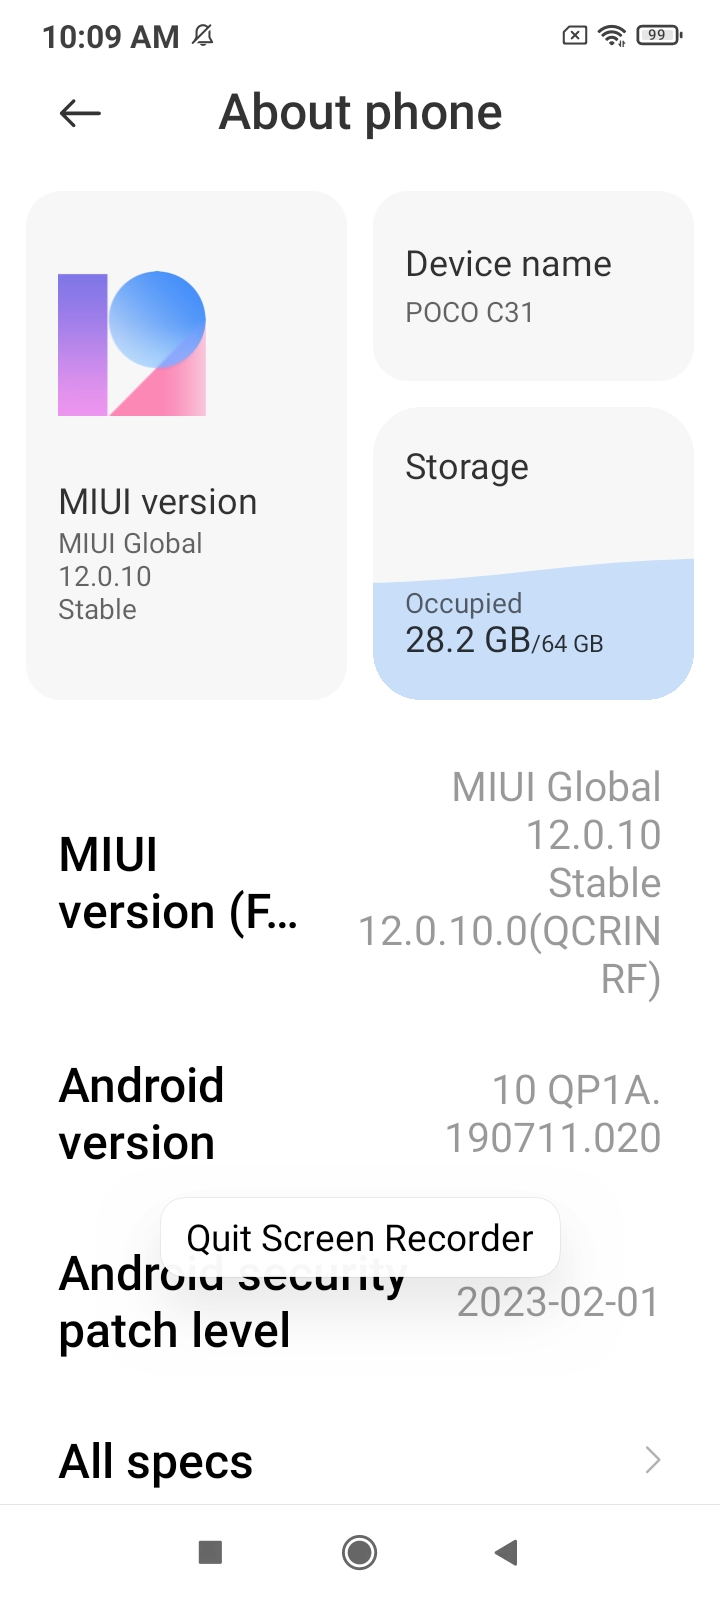 10:09 AM
99
About phone
MIUI version
MIUI Global
12.0.10
Stable
Device name
POCO C31
Storage
Occupied
28.2 GB/64 GB
MIUI
version (F...
MIUI Global
12.0.10
Stable
12.0.10.0(QCRIN
RF)
Android
version
10 QP1A.
190711.020
Quit Screen Recorder
Android security
patch level
2023-02-01
All specs